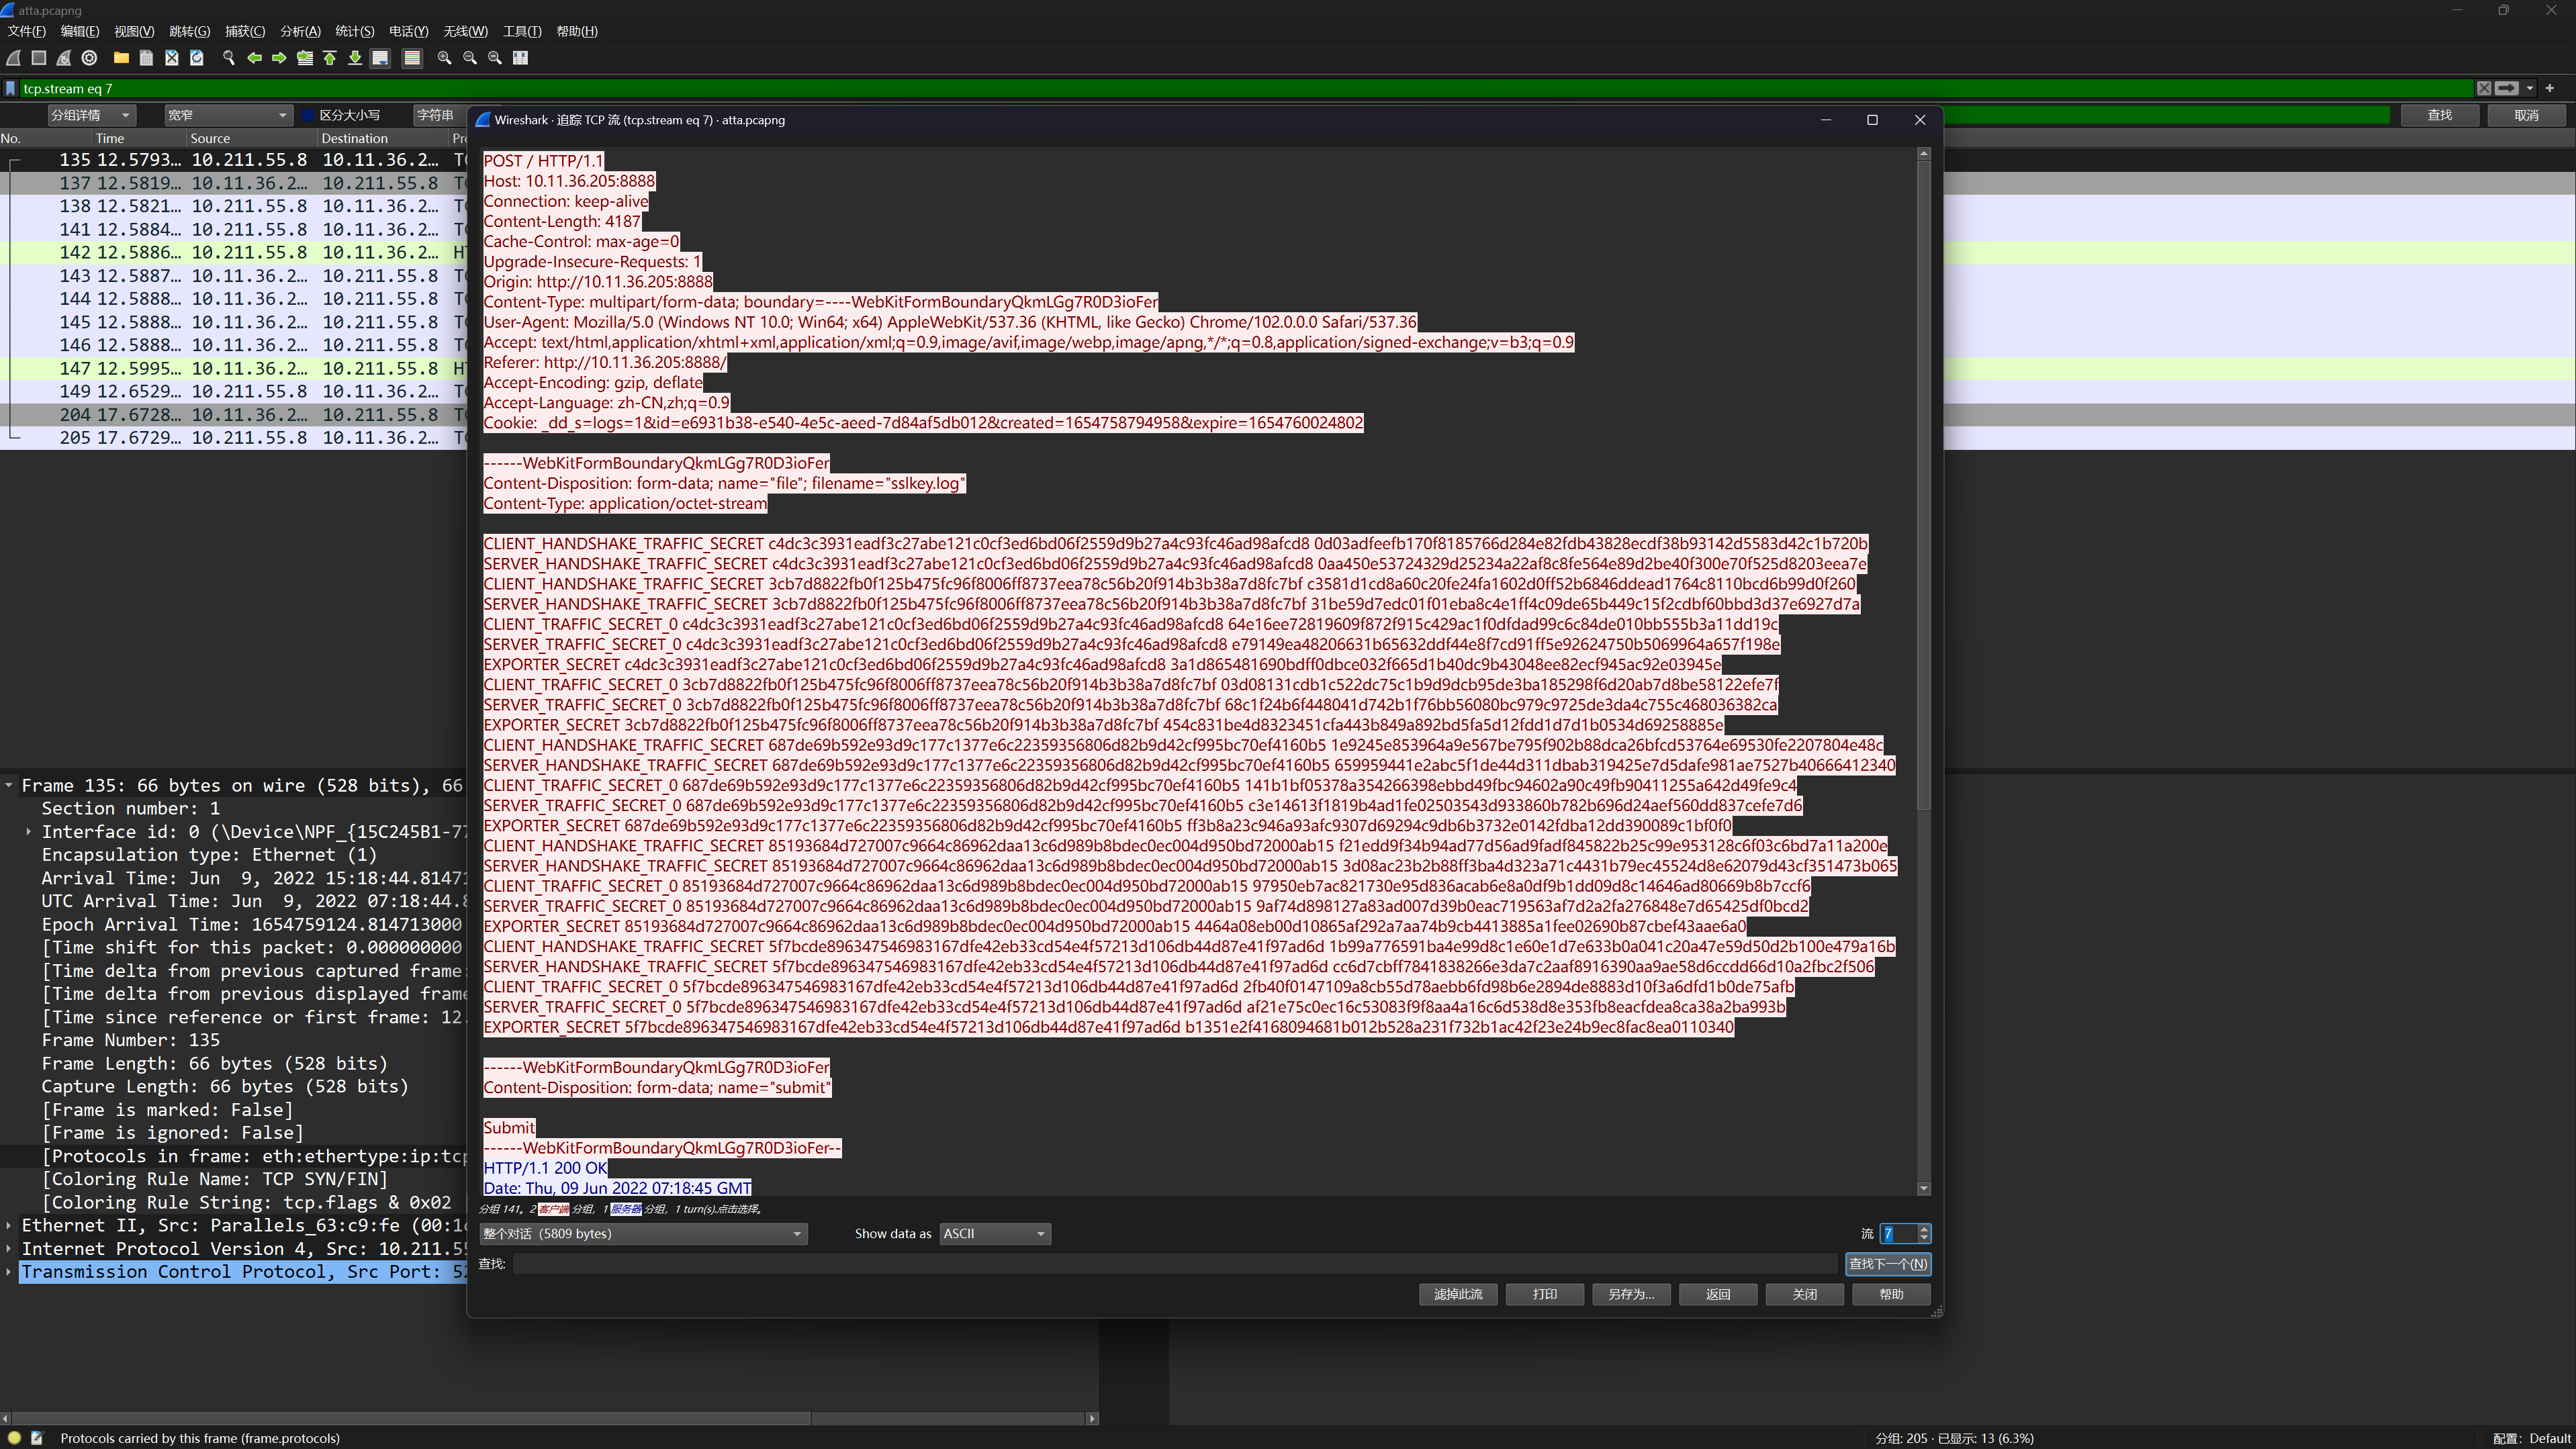 atta.pcapng
文件(F) 编辑(E) 视图(V) 跳转(G) 捕获(C) 分析(A) 统计(S) 电话(Y) 无线(W) 工具(T) 帮助(H)
tcp.stream eq 7
分组详情 宽窄 区分大小写 字符串 查找 取消
No. Time Source Destination
135 12.5793… 10.211.55.8 10.11.36.2…
137 12.5819… 10.11.36.2… 10.211.55.8
138 12.5821… 10.211.55.8 10.11.36.2…
141 12.5884… 10.211.55.8 10.11.36.2…
142 12.5886… 10.211.55.8 10.11.36.2…
143 12.5887… 10.11.36.2… 10.211.55.8
144 12.5888… 10.11.36.2… 10.211.55.8
145 12.5888… 10.11.36.2… 10.211.55.8
146 12.5888… 10.11.36.2… 10.211.55.8
147 12.5995… 10.11.36.2… 10.211.55.8
149 12.6529… 10.211.55.8 10.11.36.2…
204 17.6728… 10.11.36.2… 10.211.55.8
205 17.6729… 10.211.55.8 10.11.36.2…
Frame 135: 66 bytes on wire (528 bits), 66
Section number: 1
Interface id: 0 (\Device\NPF_{15C245B1-77
Encapsulation type: Ethernet (1)
Arrival Time: Jun 9, 2022 15:18:44.81471
UTC Arrival Time: Jun 9, 2022 07:18:44.8
Epoch Arrival Time: 1654759124.814713000
[Time shift for this packet: 0.000000000
[Time delta from previous captured frame:
[Time delta from previous displayed frame
[Time since reference or first frame: 12.
Frame Number: 135
Frame Length: 66 bytes (528 bits)
Capture Length: 66 bytes (528 bits)
[Frame is marked: False]
[Frame is ignored: False]
[Protocols in frame: eth:ethertype:ip:tcp
[Coloring Rule Name: TCP SYN/FIN]
[Coloring Rule String: tcp.flags & 0x02
Ethernet II, Src: Parallels_63:c9:fe (00:1c
Internet Protocol Version 4, Src: 10.211.55
Transmission Control Protocol, Src Port: 52
Wireshark · 追踪 TCP 流 (tcp.stream eq 7) · atta.pcapng
POST / HTTP/1.1
Host: 10.11.36.205:8888
Connection: keep-alive
Content-Length: 4187
Cache-Control: max-age=0
Upgrade-Insecure-Requests: 1
Origin: http://10.11.36.205:8888
Content-Type: multipart/form-data; boundary=----WebKitFormBoundaryQkmLGg7R0D3ioFer
User-Agent: Mozilla/5.0 (Windows NT 10.0; Win64; x64) AppleWebKit/537.36 (KHTML, like Gecko) Chrome/102.0.0.0 Safari/537.36
Accept: text/html,application/xhtml+xml,application/xml;q=0.9,image/avif,image/webp,image/apng,*/*;q=0.8,application/signed-exchange;v=b3;q=0.9
Referer: http://10.11.36.205:8888/
Accept-Encoding: gzip, deflate
Accept-Language: zh-CN,zh;q=0.9
Cookie: _dd_s=logs=1&id=e6931b38-e540-4e5c-aeed-7d84af5db012&created=1654758794958&expire=1654760024802
------WebKitFormBoundaryQkmLGg7R0D3ioFer
Content-Disposition: form-data; name="file"; filename="sslkey.log"
Content-Type: application/octet-stream
CLIENT_HANDSHAKE_TRAFFIC_SECRET c4dc3c3931eadf3c27abe121c0cf3ed6bd06f2559d9b27a4c93fc46ad98afcd8 0d03adfeefb170f8185766d284e82fdb43828ecdf38b93142d5583d42c1b720b
SERVER_HANDSHAKE_TRAFFIC_SECRET c4dc3c3931eadf3c27abe121c0cf3ed6bd06f2559d9b27a4c93fc46ad98afcd8 0aa450e53724329d25234a22af8c8fe564e89d2be40f300e70f525d8203eea7e
CLIENT_HANDSHAKE_TRAFFIC_SECRET 3cb7d8822fb0f125b475fc96f8006ff8737eea78c56b20f914b3b38a7d8fc7bf c3581d1cd8a60c20fe24fa1602d0ff52b6846ddead1764c8110bcd6b99d0f260
SERVER_HANDSHAKE_TRAFFIC_SECRET 3cb7d8822fb0f125b475fc96f8006ff8737eea78c56b20f914b3b38a7d8fc7bf 31be59d7edc01f01eba8c4e1ff4c09de65b449c15f2cdbf60bbd3d37e6927d7a
CLIENT_TRAFFIC_SECRET_0 c4dc3c3931eadf3c27abe121c0cf3ed6bd06f2559d9b27a4c93fc46ad98afcd8 64e16ee72819609f872f915c429ac1f0dfdad99c6c84de010bb555b3a11dd19c
SERVER_TRAFFIC_SECRET_0 c4dc3c3931eadf3c27abe121c0cf3ed6bd06f2559d9b27a4c93fc46ad98afcd8 e79149ea48206631b65632ddf44e8f7cd91ff5e92624750b5069964a657f198e
EXPORTER_SECRET c4dc3c3931eadf3c27abe121c0cf3ed6bd06f2559d9b27a4c93fc46ad98afcd8 3a1d865481690bdff0dbce032f665d1b40dc9b43048ee82ecf945ac92e03945e
CLIENT_TRAFFIC_SECRET_0 3cb7d8822fb0f125b475fc96f8006ff8737eea78c56b20f914b3b38a7d8fc7bf 03d08131cdb1c522dc75c1b9d9dcb95de3ba185298f6d20ab7d8be58122efe7f
SERVER_TRAFFIC_SECRET_0 3cb7d8822fb0f125b475fc96f8006ff8737eea78c56b20f914b3b38a7d8fc7bf 68c1f24b6f448041d742b1f76bb56080bc979c9725de3da4c755c468036382ca
EXPORTER_SECRET 3cb7d8822fb0f125b475fc96f8006ff8737eea78c56b20f914b3b38a7d8fc7bf 454c831be4d8323451cfa443b849a892bd5fa5d12fdd1d7d1b0534d69258885e
CLIENT_HANDSHAKE_TRAFFIC_SECRET 687de69b592e93d9c177c1377e6c22359356806d82b9d42cf995bc70ef4160b5 1e9245e853964a9e567be795f902b88dca26bfcd53764e69530fe2207804e48c
SERVER_HANDSHAKE_TRAFFIC_SECRET 687de69b592e93d9c177c1377e6c22359356806d82b9d42cf995bc70ef4160b5 659959441e2abc5f1de44d311dbab319425e7d5dafe981ae7527b40666412340
CLIENT_TRAFFIC_SECRET_0 687de69b592e93d9c177c1377e6c22359356806d82b9d42cf995bc70ef4160b5 141b1bf05378a354266398ebbd49fbc94602a90c49fb90411255a642d49fe9c4
SERVER_TRAFFIC_SECRET_0 687de69b592e93d9c177c1377e6c22359356806d82b9d42cf995bc70ef4160b5 c3e14613f1819b4ad1fe02503543d933860b782b696d24aef560dd837cefe7d6
EXPORTER_SECRET 687de69b592e93d9c177c1377e6c22359356806d82b9d42cf995bc70ef4160b5 ff3b8a23c946a93afc9307d69294c9db6b3732e0142fdba12dd390089c1bf0f0
CLIENT_HANDSHAKE_TRAFFIC_SECRET 85193684d727007c9664c86962daa13c6d989b8bdec0ec004d950bd72000ab15 f21edd9f34b94ad77d56ad9fadf845822b25c99e953128c6f03c6bd7a11a200e
SERVER_HANDSHAKE_TRAFFIC_SECRET 85193684d727007c9664c86962daa13c6d989b8bdec0ec004d950bd72000ab15 3d08ac23b2b88ff3ba4d323a71c4431b79ec45524d8e62079d43cf351473b065
CLIENT_TRAFFIC_SECRET_0 85193684d727007c9664c86962daa13c6d989b8bdec0ec004d950bd72000ab15 97950eb7ac821730e95d836acab6e8a0df9b1dd09d8c14646ad80669b8b7ccf6
SERVER_TRAFFIC_SECRET_0 85193684d727007c9664c86962daa13c6d989b8bdec0ec004d950bd72000ab15 9af74d898127a83ad007d39b0eac719563af7d2a2fa276848e7d65425df0bcd2
EXPORTER_SECRET 85193684d727007c9664c86962daa13c6d989b8bdec0ec004d950bd72000ab15 4464a08eb00d10865af292a7aa74b9cb4413885a1fee02690b87cbef43aae6a0
CLIENT_HANDSHAKE_TRAFFIC_SECRET 5f7bcde896347546983167dfe42eb33cd54e4f57213d106db44d87e41f97ad6d 1b99a776591ba4e99d8c1e60e1d7e633b0a041c20a47e59d50d2b100e479a16b
SERVER_HANDSHAKE_TRAFFIC_SECRET 5f7bcde896347546983167dfe42eb33cd54e4f57213d106db44d87e41f97ad6d cc6d7cbff7841838266e3da7c2aaf8916390aa9ae58d6ccdd66d10a2fbc2f506
CLIENT_TRAFFIC_SECRET_0 5f7bcde896347546983167dfe42eb33cd54e4f57213d106db44d87e41f97ad6d 2fb40f0147109a8cb55d78aebb6fd98b6e2894de8883d10f3a6dfd1b0de75afb
SERVER_TRAFFIC_SECRET_0 5f7bcde896347546983167dfe42eb33cd54e4f57213d106db44d87e41f97ad6d af21e75c0ec16c53083f9f8aa4a16c6d538d8e353fb8eacfdea8ca38a2ba993b
EXPORTER_SECRET 5f7bcde896347546983167dfe42eb33cd54e4f57213d106db44d87e41f97ad6d b1351e2f4168094681b012b528a231f732b1ac42f23e24b9ec8fac8ea0110340
------WebKitFormBoundaryQkmLGg7R0D3ioFer
Content-Disposition: form-data; name="submit"
Submit
------WebKitFormBoundaryQkmLGg7R0D3ioFer--
HTTP/1.1 200 OK
Date: Thu, 09 Jun 2022 07:18:45 GMT
分组 141。2 客户端 分组，1 服务器 分组，1 turn(s).点击选择。
整个对话 (5809 bytes) Show data as ASCII 流 7
查找: 查找下一个(N)
滤掉此流 打印 另存为… 返回 关闭 帮助
Protocols carried by this frame (frame.protocols) 分组: 205 · 已显示: 13 (6.3%) 配置: Default